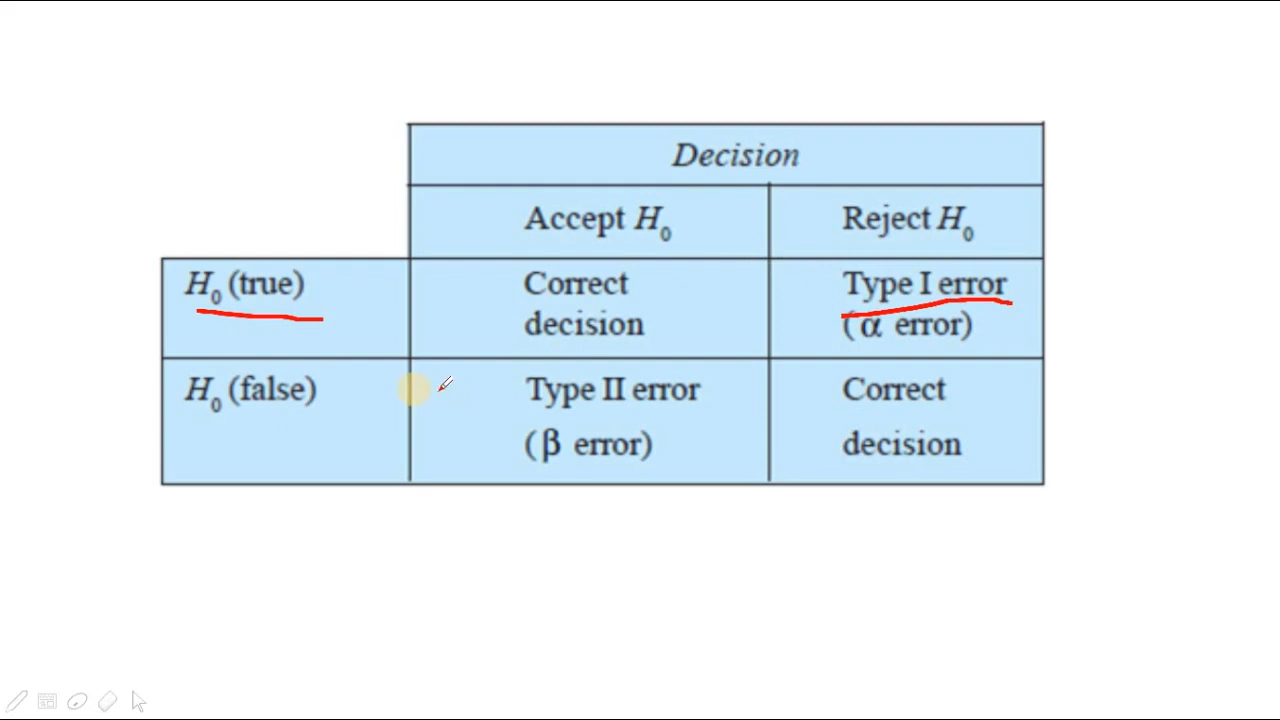 Decision
Accept H₀
Reject H₀
H₀ (true)
Correct
decision
Type I error
(α error)
H₀ (false)
Type II error
(β error)
Correct
decision